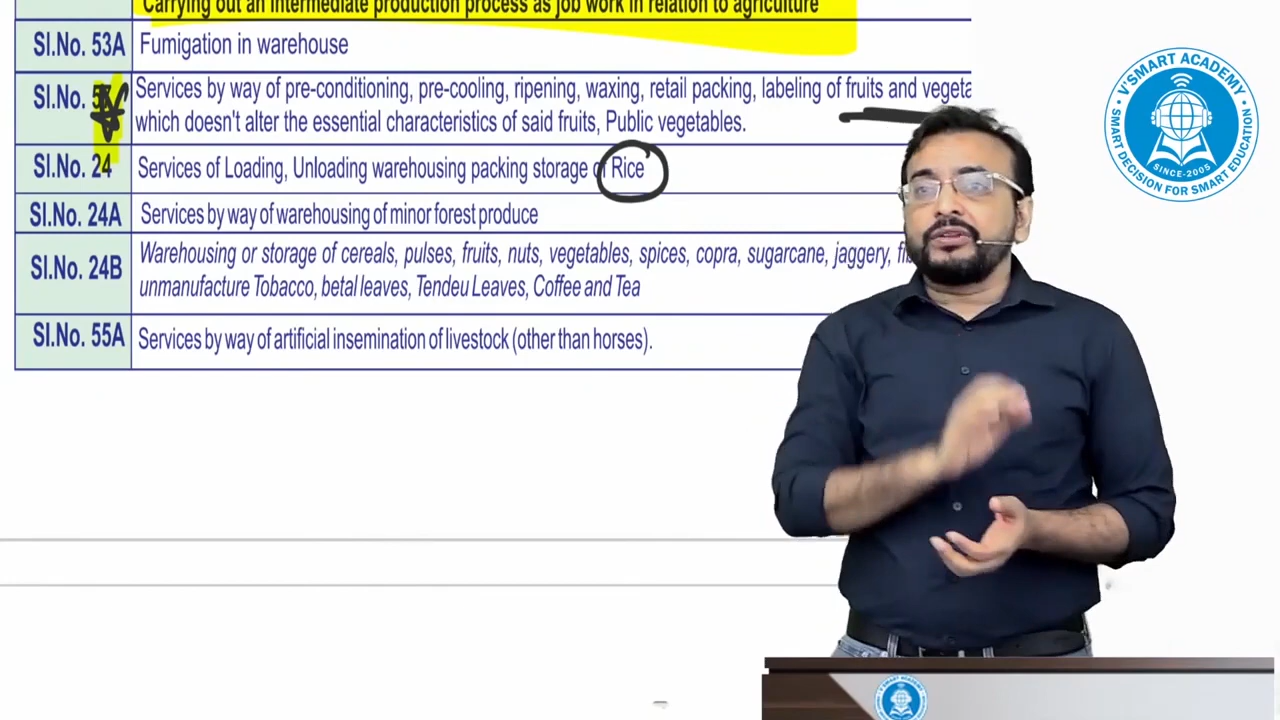 Carrying out an intermediate production process as job work in relation to agriculture
Sl.No. 53A Fumigation in warehouse
Sl.No. Services by way of pre-conditioning, pre-cooling, ripening, waxing, retail packing, labeling of fruits and vegeta
which doesn't alter the essential characteristics of said fruits, Public vegetables.
Sl.No. 24 Services of Loading, Unloading warehousing packing storage of Rice
Sl.No. 24A Services by way of warehousing of minor forest produce
Sl.No. 24B Warehousing or storage of cereals, pulses, fruits, nuts, vegetables, spices, copra, sugarcane, jaggery,
unmanufacture Tobacco, betal leaves, Tendeu Leaves, Coffee and Tea
Sl.No. 55A Services by way of artificial insemination of livestock (other than horses).
V'SMART ACADEMY
SINCE-2005
SMART DECISION FOR SMART EDUCATION